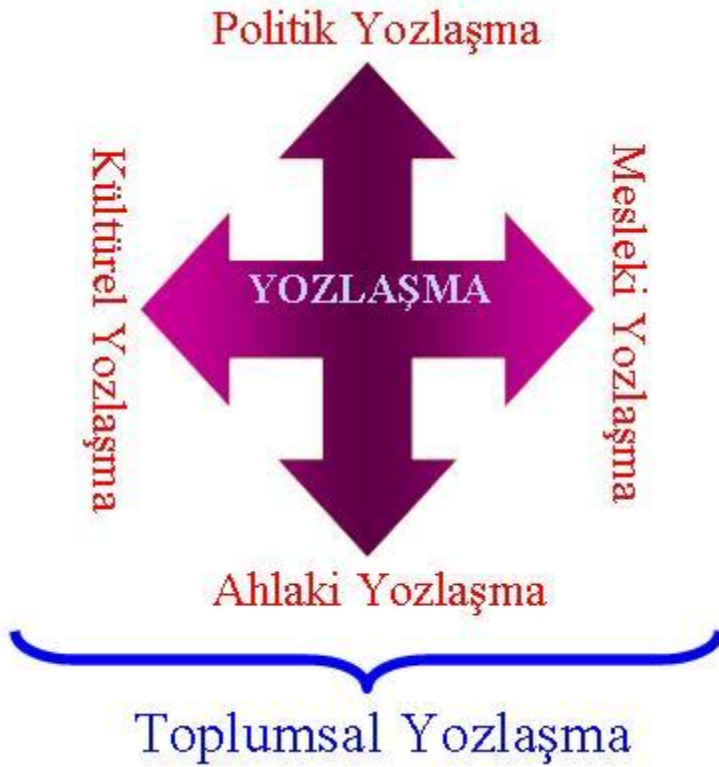 Politik Yozlaşma
Kültürel Yozlaşma
YOZLAŞMA
Mesleki Yozlaşma
Ahlaki Yozlaşma
Toplumsal Yozlaşma